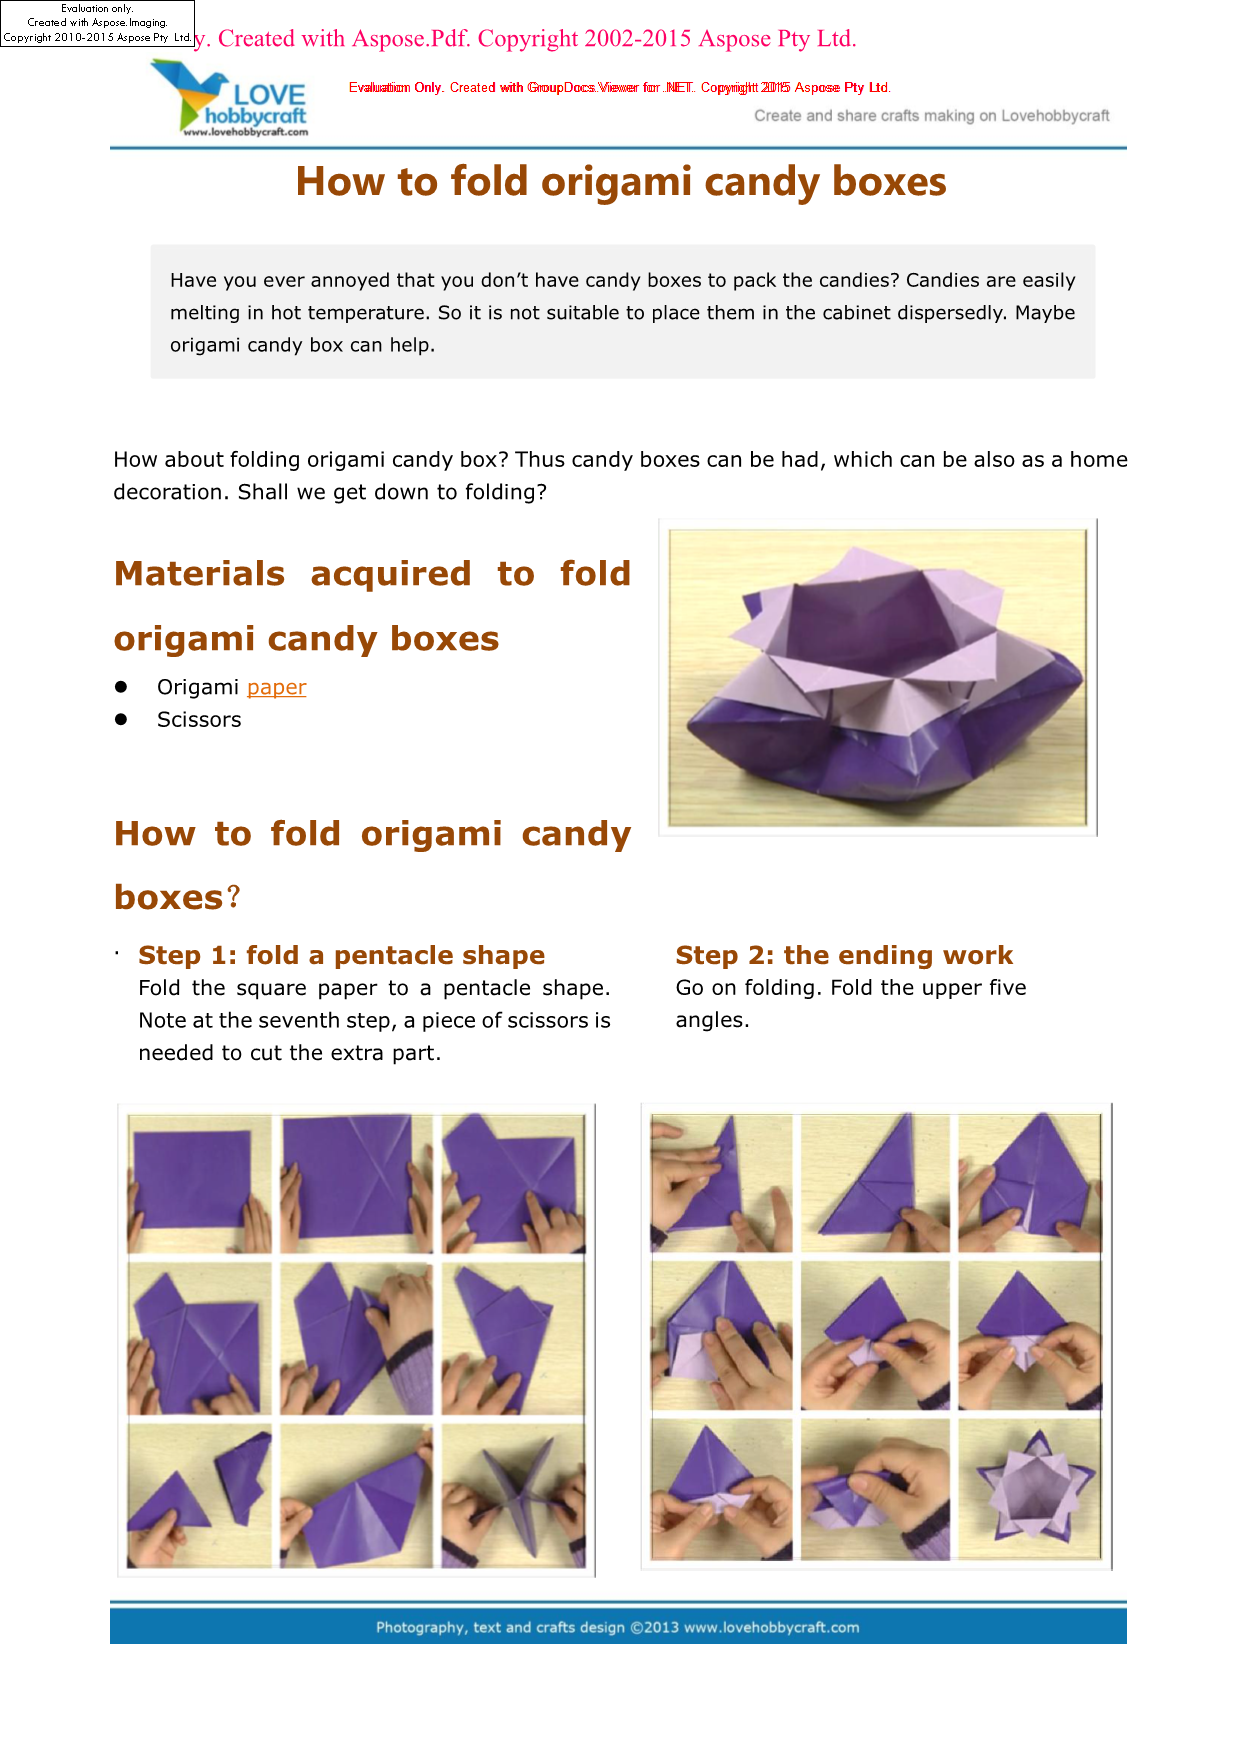 Evaluation only.
Created with Aspose.Imaging.
Copyright 2010-2015 Aspose Pty Ltd.
y. Created with Aspose.Pdf. Copyright 2002-2015 Aspose Pty Ltd.
LOVE
hobbycraft
www.lovehobbycraft.com
Evaluation Only. Created with GroupDocs.Viewer for .NET. Copyright 2015 Aspose Pty Ltd.
Create and share crafts making on Lovehobbycraft
How to fold origami candy boxes
Have you ever annoyed that you don’t have candy boxes to pack the candies? Candies are easily
melting in hot temperature. So it is not suitable to place them in the cabinet dispersedly. Maybe
origami candy box can help.
How about folding origami candy box? Thus candy boxes can be had, which can be also as a home
decoration. Shall we get down to folding?
Materials acquired to fold
origami candy boxes
● Origami paper
● Scissors
How to fold origami candy
boxes？
· Step 1: fold a pentacle shape
Fold the square paper to a pentacle shape.
Note at the seventh step, a piece of scissors is
needed to cut the extra part.
Step 2: the ending work
Go on folding. Fold the upper five
angles.
Photography, text and crafts design ©2013 www.lovehobbycraft.com